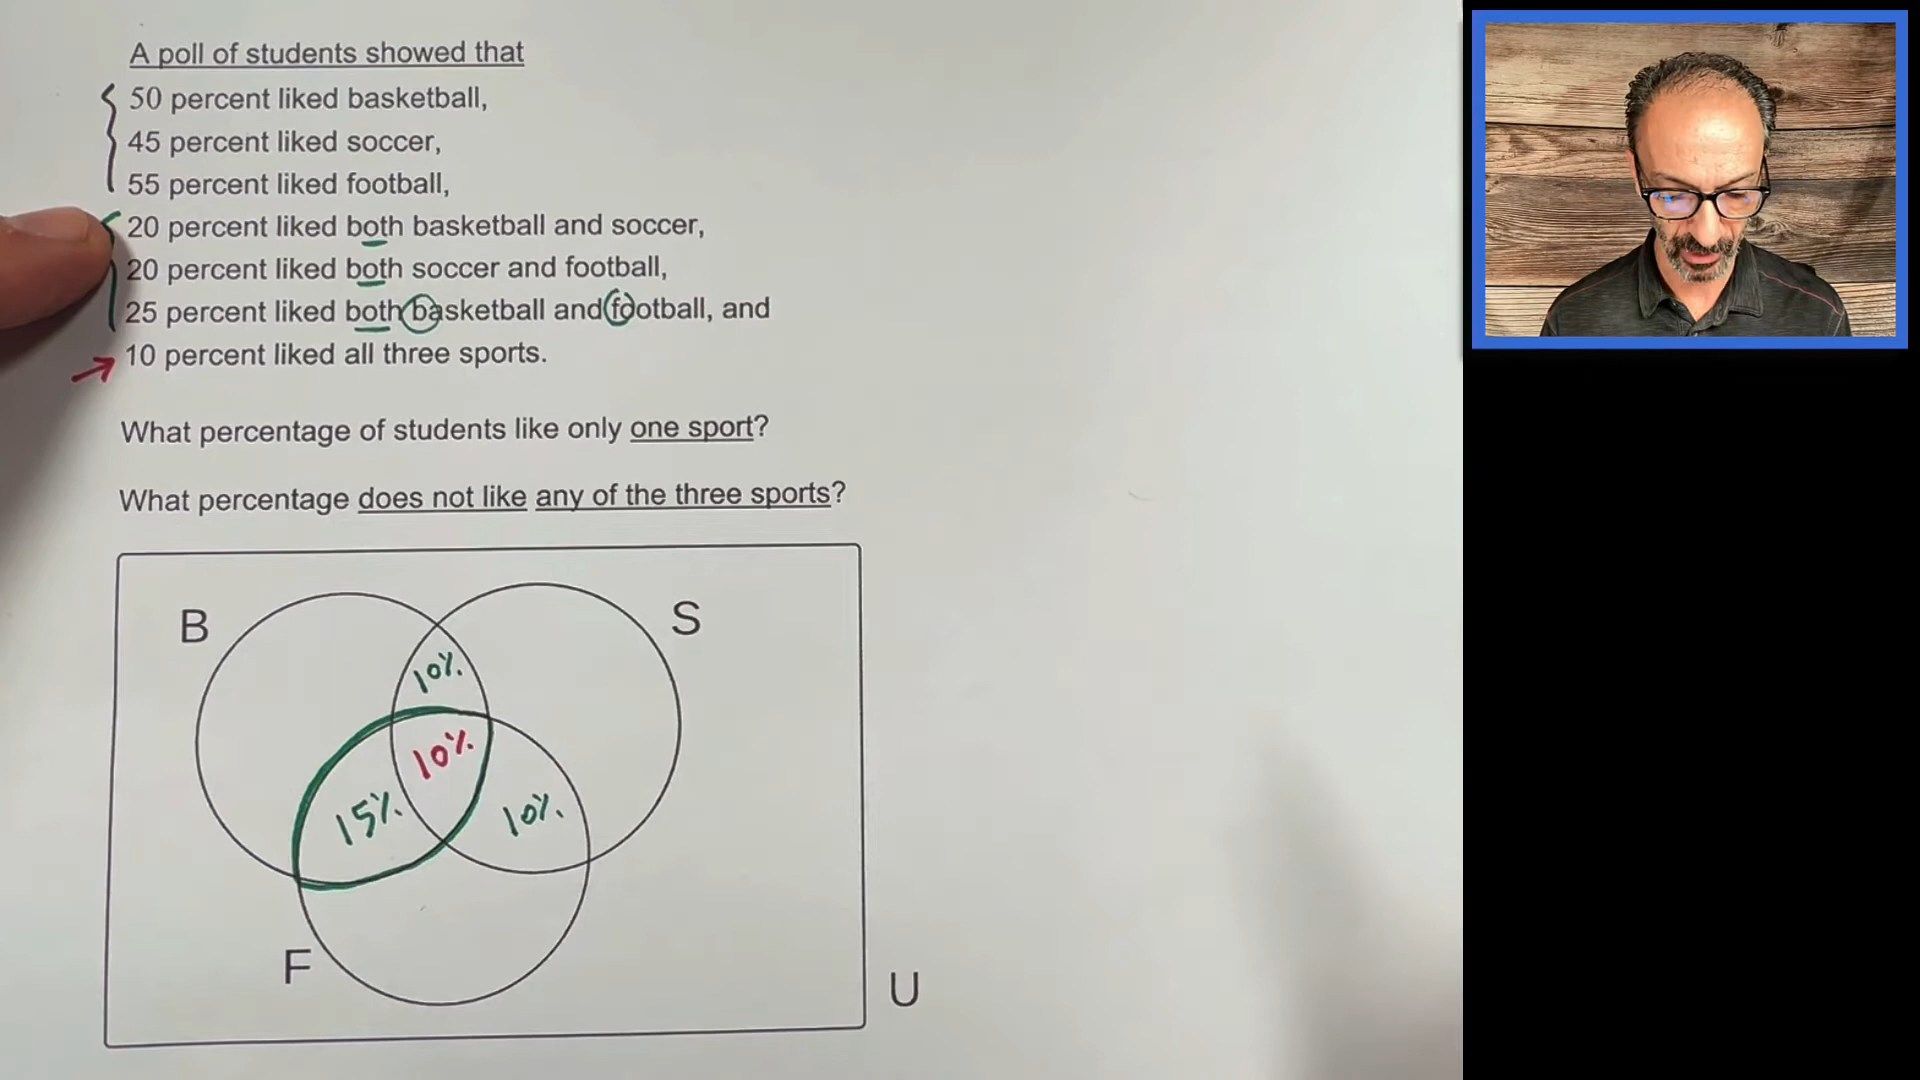 A poll of students showed that
50 percent liked basketball,
45 percent liked soccer,
55 percent liked football,
20 percent liked both basketball and soccer,
20 percent liked both soccer and football,
25 percent liked both basketball and football, and
10 percent liked all three sports.
What percentage of students like only one sport?
What percentage does not like any of the three sports?
B
S
10%
10%
15%
10%
F
U